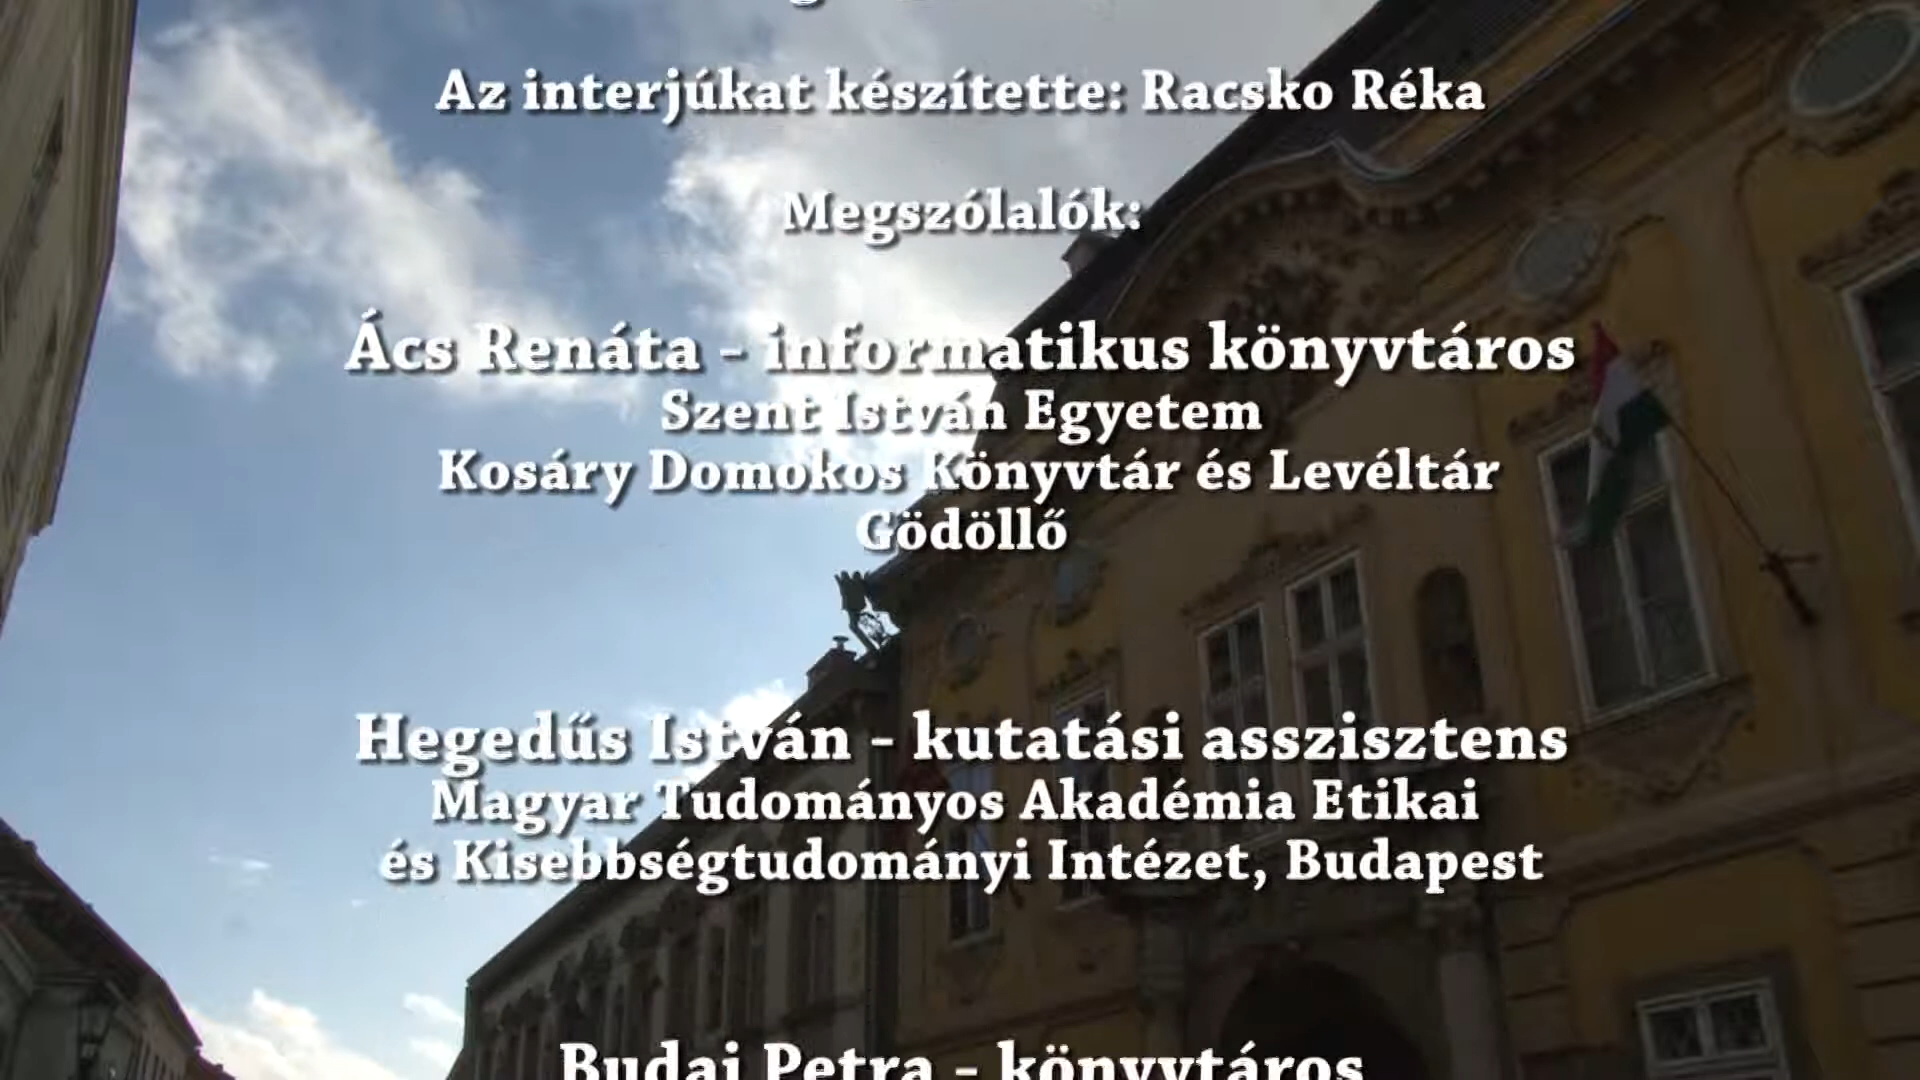 Az interjúkat készítette: Racsko Réka
Megszólalók:
Ács Renáta - informatikus könyvtáros
Szent István Egyetem
Kosáry Domokos Könyvtár és Levéltár
Gödöllő
Hegedűs István - kutatási asszisztens
Magyar Tudományos Akadémia Etikai
és Kisebbségtudományi Intézet, Budapest
Budai Petra - könyvtáros